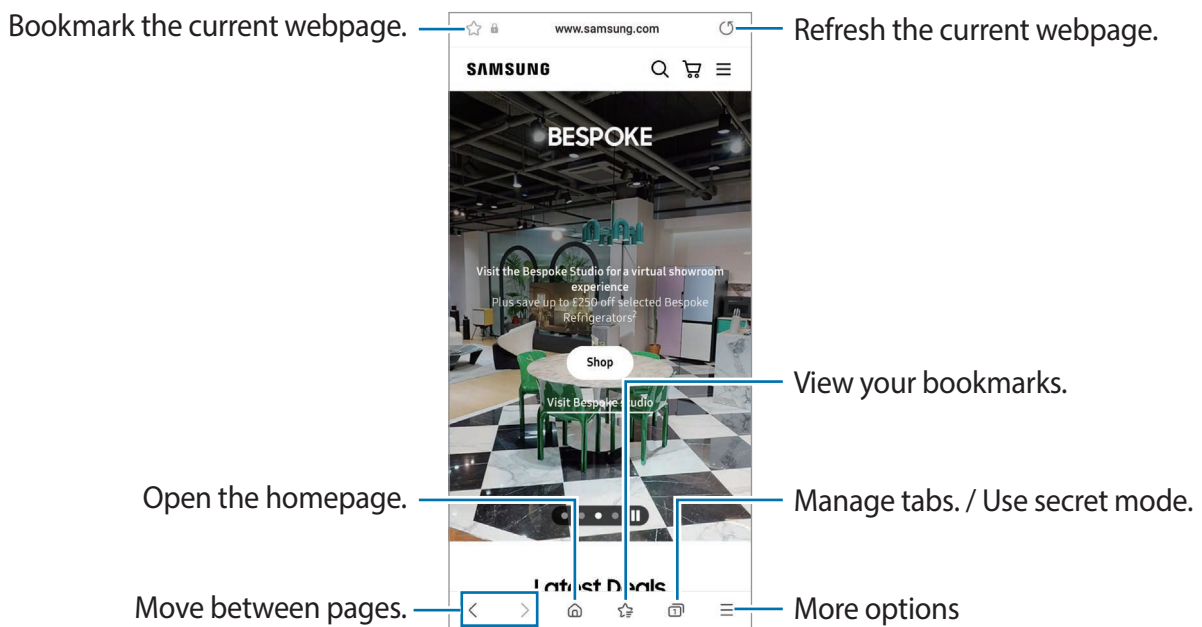 Bookmark the current webpage.
www.samsung.com
Refresh the current webpage.
SAMSUNG
BESPOKE
Visit the Bespoke Studio for a virtual showroom
experience
Plus save up to £250 off selected Bespoke
Refrigerators²
Shop
View your bookmarks.
Visit Bespoke studio
Open the homepage.
Manage tabs. / Use secret mode.
Latest Deals
Move between pages.
1
More options